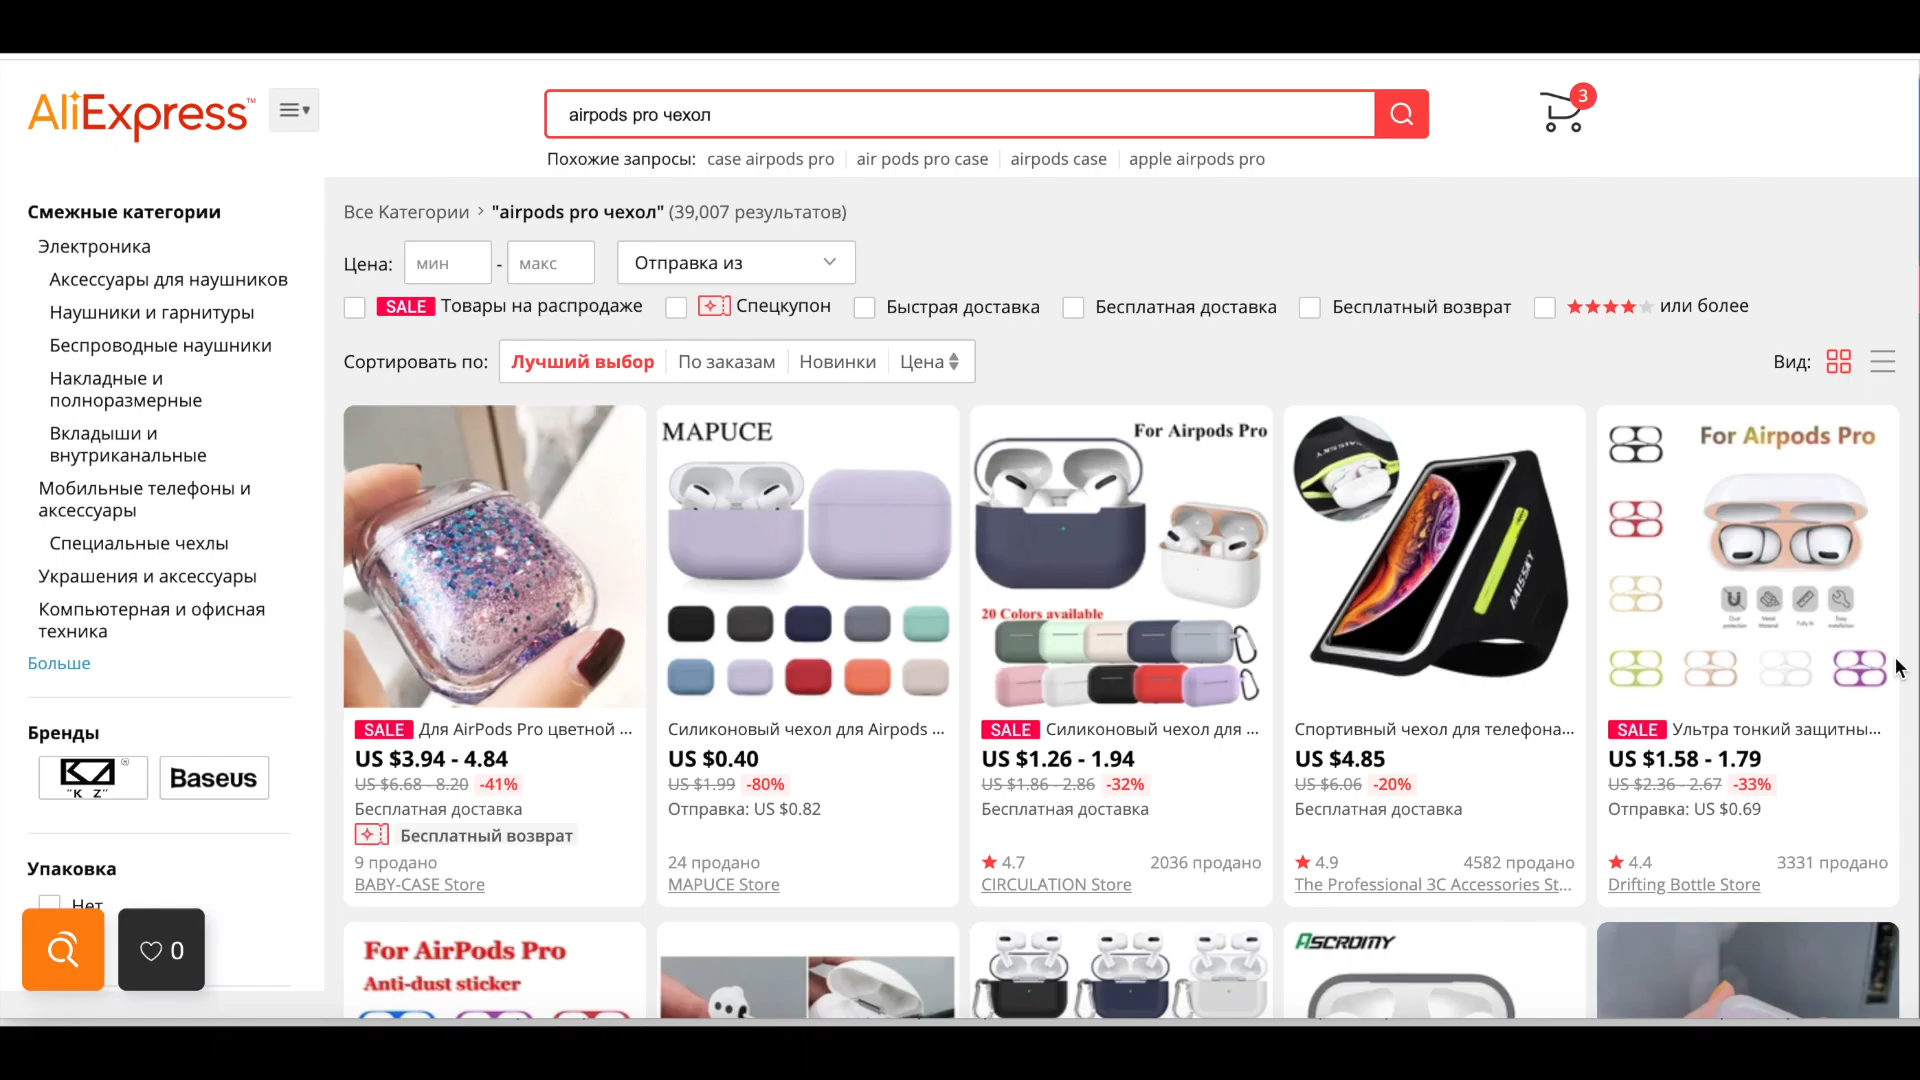 AliExpress™
airpods pro чехол
3
Похожие запросы: case airpods pro air pods pro case airpods case apple airpods pro
Смежные категории
Электроника
Аксессуары для наушников
Наушники и гарнитуры
Беспроводные наушники
Накладные и
полноразмерные
Вкладыши и
внутриканальные
Мобильные телефоны и
аксессуары
Специальные чехлы
Украшения и аксессуары
Компьютерная и офисная
техника
Больше
Бренды
"K Z" ®
Baseus
Упаковка
Нет
0
Все Категории > "airpods pro чехол" (39,007 результатов)
Цена: мин - макс Отправка из
SALE Товары на распродаже Спецкупон Быстрая доставка Бесплатная доставка Бесплатный возврат или более
Сортировать по: Лучший выбор По заказам Новинки Цена Вид:
SALE Для AirPods Pro цветной ...
US $3.94 - 4.84
US $6.68 - 8.20 -41%
Бесплатная доставка
Бесплатный возврат
9 продано
BABY-CASE Store
MAPUCE
Силиконовый чехол для Airpods ...
US $0.40
US $1.99 -80%
Отправка: US $0.82
24 продано
MAPUCE Store
For Airpods Pro
20 Colors available
SALE Силиконовый чехол для ...
US $1.26 - 1.94
US $1.86 - 2.86 -32%
Бесплатная доставка
4.7 2036 продано
CIRCULATION Store
HAISSKY
Спортивный чехол для телефона...
US $4.85
US $6.06 -20%
Бесплатная доставка
4.9 4582 продано
The Professional 3C Accessories St...
For Airpods Pro
SALE Ультра тонкий защитны...
US $1.58 - 1.79
US $2.36 - 2.67 -33%
Отправка: US $0.69
4.4 3331 продано
Drifting Bottle Store
For AirPods Pro
Anti-dust sticker
ASCROMY